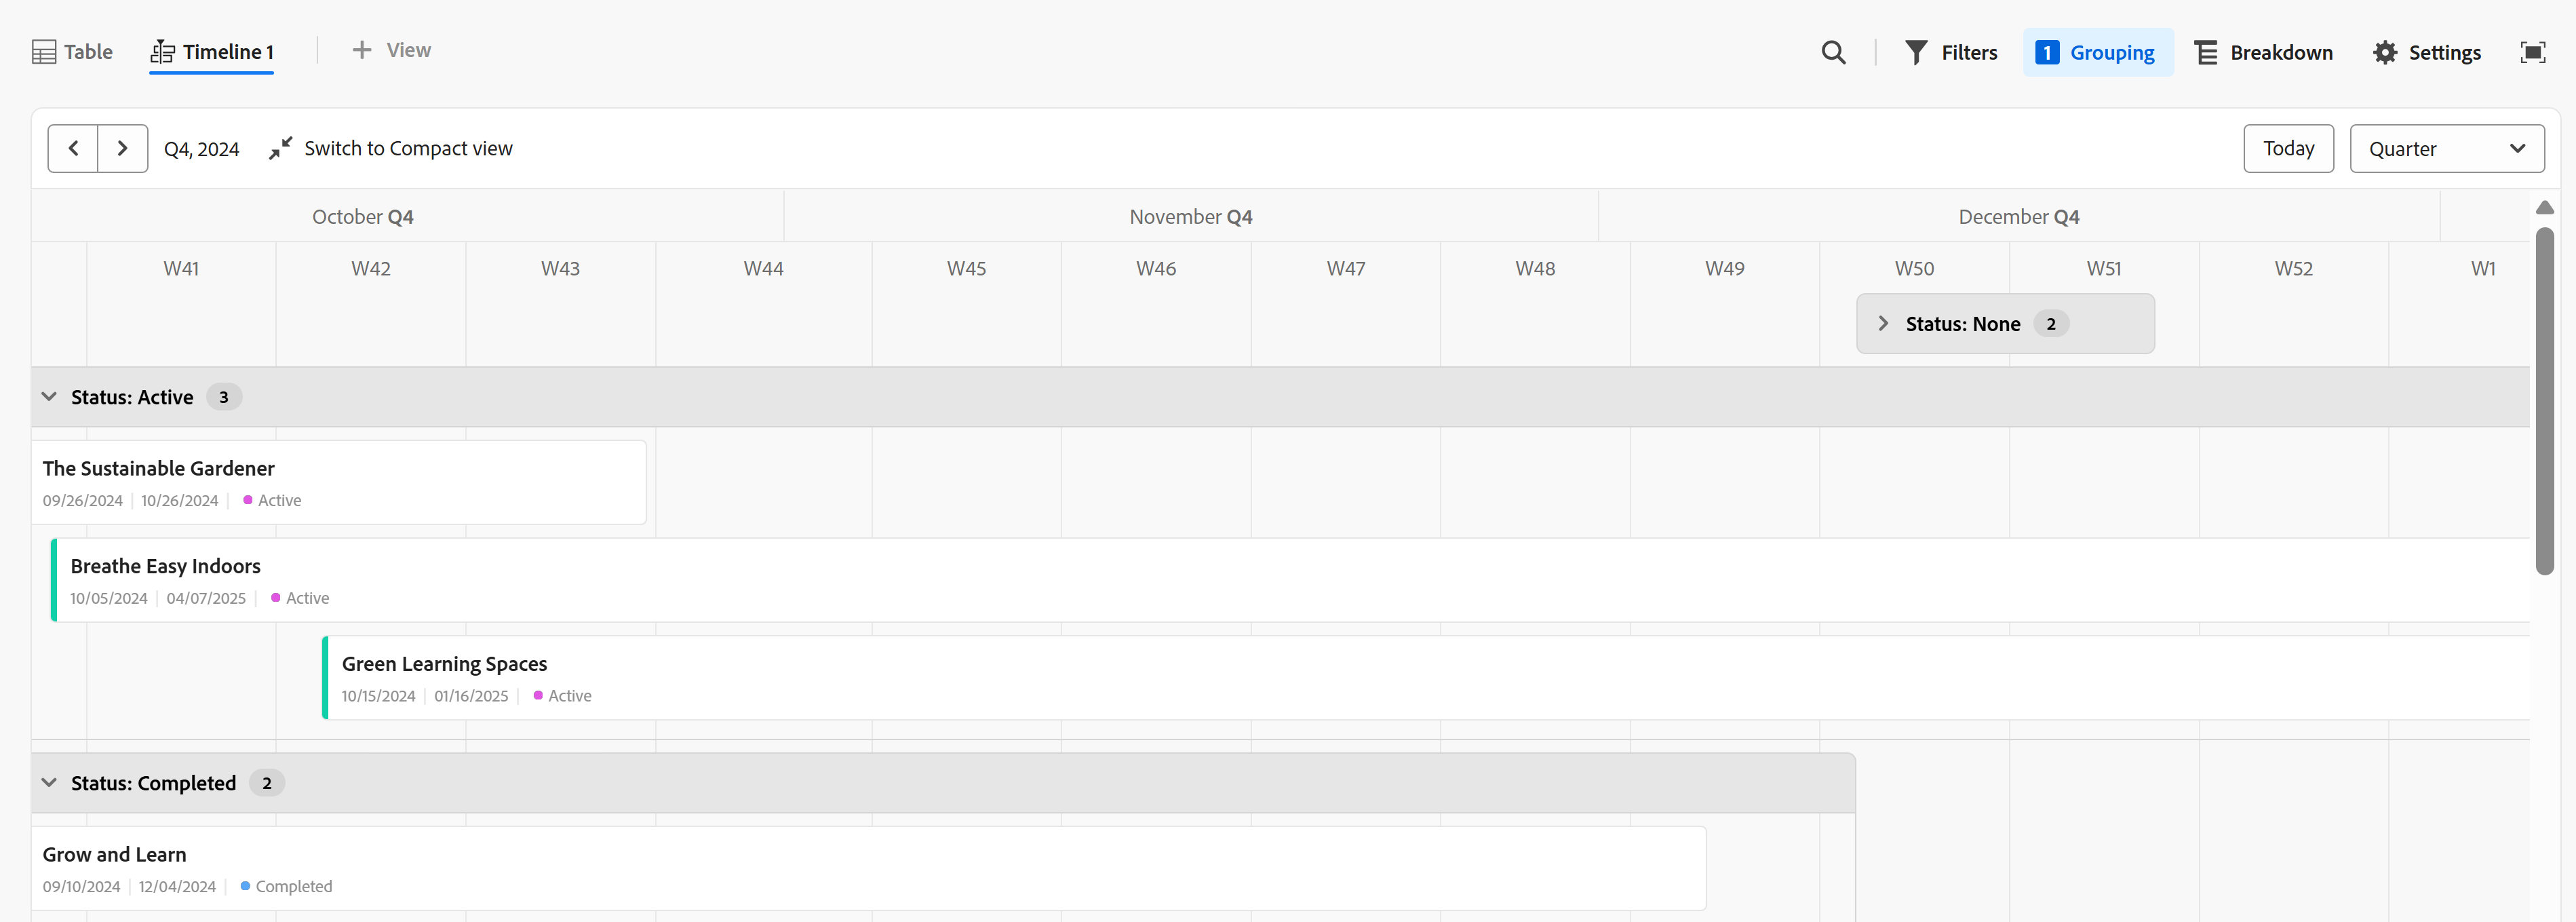 Table
Timeline 1
View
Filters
1 Grouping
Breakdown
Settings
Q4, 2024
Switch to Compact view
Today
Quarter
October Q4
November Q4
December Q4
W41
W42
W43
W44
W45
W46
W47
W48
W49
W50
W51
W52
W1
Status: None 2
Status: Active 3
The Sustainable Gardener
09/26/2024 10/26/2024 Active
Breathe Easy Indoors
10/05/2024 04/07/2025 Active
Green Learning Spaces
10/15/2024 01/16/2025 Active
Status: Completed 2
Grow and Learn
09/10/2024 12/04/2024 Completed